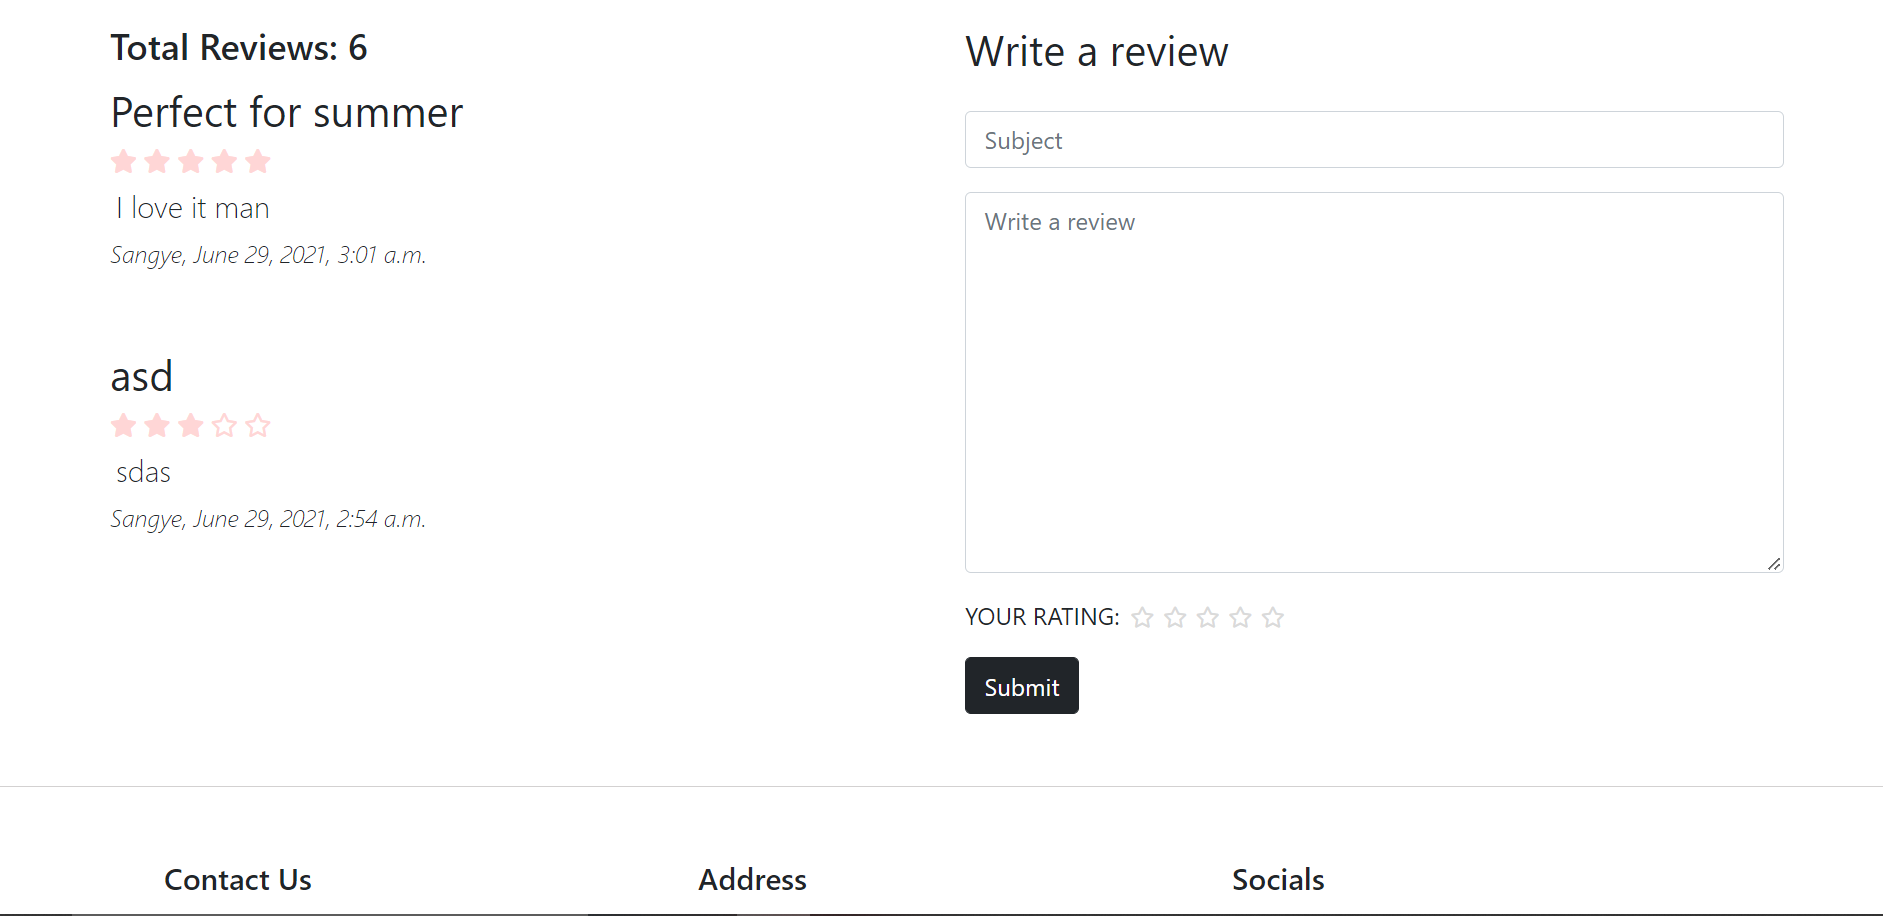 Total Reviews: 6
Perfect for summer
I love it man
Sangye, June 29, 2021, 3:01 a.m.
asd
sdas
Sangye, June 29, 2021, 2:54 a.m.
Write a review
Subject
Write a review
YOUR RATING:
Submit
Contact Us
Address
Socials